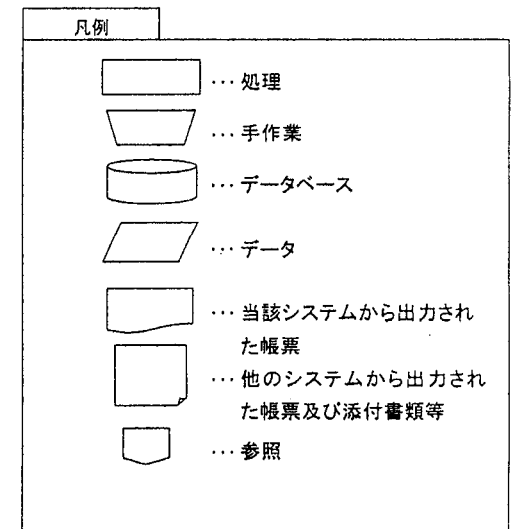 凡例
…処理
…手作業
…データベース
…データ
…当該システムから出力され
た帳票
…他のシステムから出力され
た帳票及び添付書類等
…参照